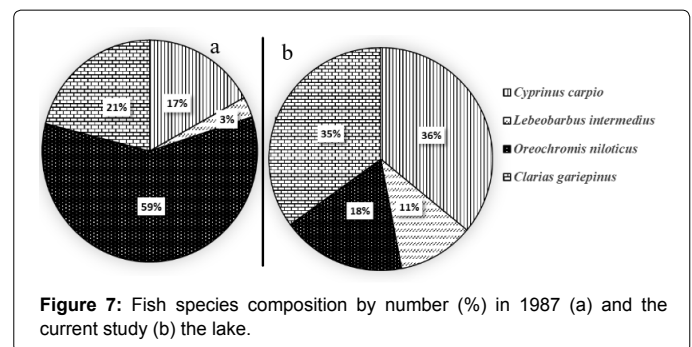 a
b
21%
17%
3%
59%
35%
36%
18%
11%
Cyprinus carpio
Lebeobarbus intermedius
Oreochromis niloticus
Clarias gariepinus
Figure 7: Fish species composition by number (%) in 1987 (a) and the
current study (b) the lake.